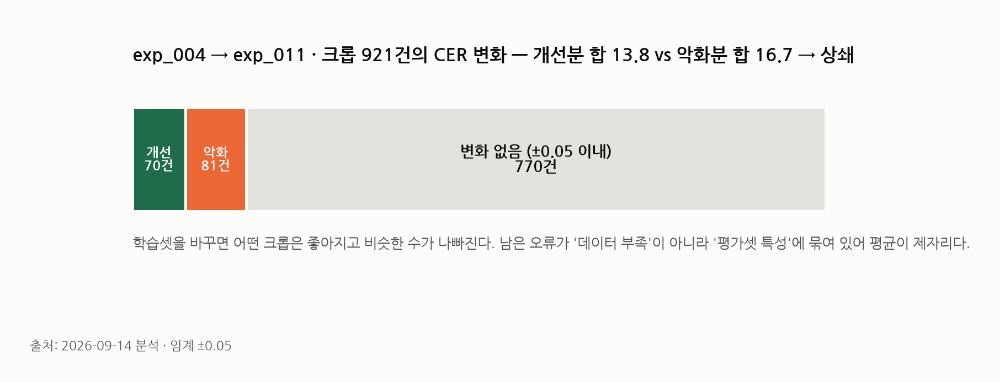 exp_004 → exp_011 · 크롭 921건의 CER 변화 — 개선분 합 13.8 vs 악화분 합 16.7 → 상쇄
개선
70건
악화
81건
변화 없음 (±0.05 이내)
770건
학습셋을 바꾸면 어떤 크롭은 좋아지고 비슷한 수가 나빠진다. 남은 오류가 '데이터 부족'이 아니라 '평가셋 특성'에 묶여 있어 평균이 제자리다.
출처: 2026-09-14 분석 · 임계 ±0.05